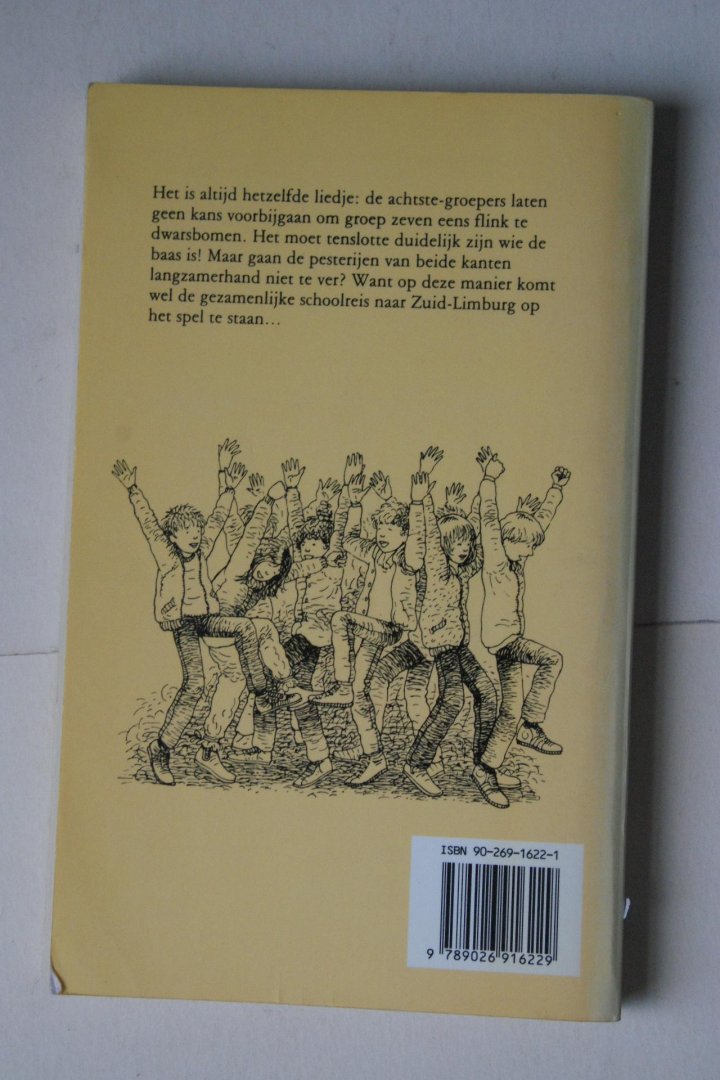 Het is altijd hetzelfde liedje: de achtste-groepers laten
geen kans voorbijgaan om groep zeven eens flink te
dwarsbomen. Het moet tenslotte duidelijk zijn wie de
baas is! Maar gaan de pesterijen van beide kanten
langzamerhand niet te ver? Want op deze manier komt
wel de gezamenlijke schoolreis naar Zuid-Limburg op
het spel te staan...
ISBN 90-269-1622-1
9 789026 916229